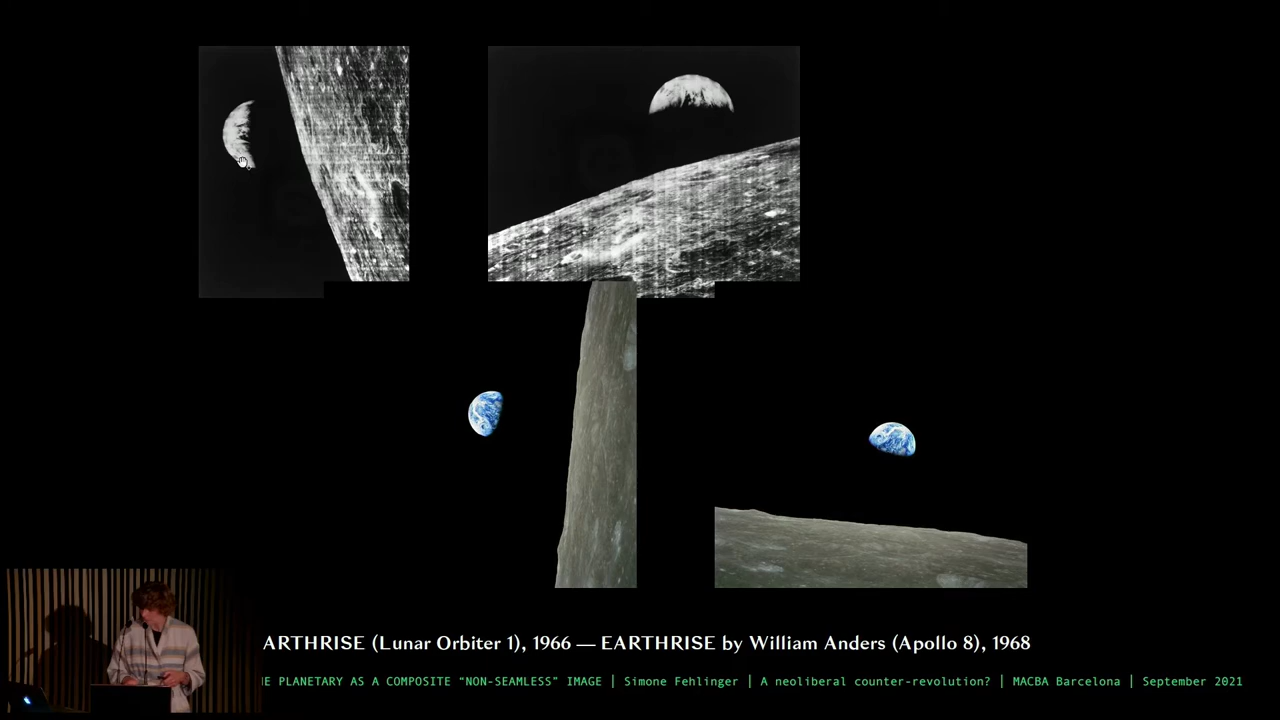 ARTHRISE (Lunar Orbiter 1), 1966 — EARTHRISE by William Anders (Apollo 8), 1968
E PLANETARY AS A COMPOSITE "NON-SEAMLESS" IMAGE | Simone Fehlinger | A neoliberal counter-revolution? | MACBA Barcelona | September 2021